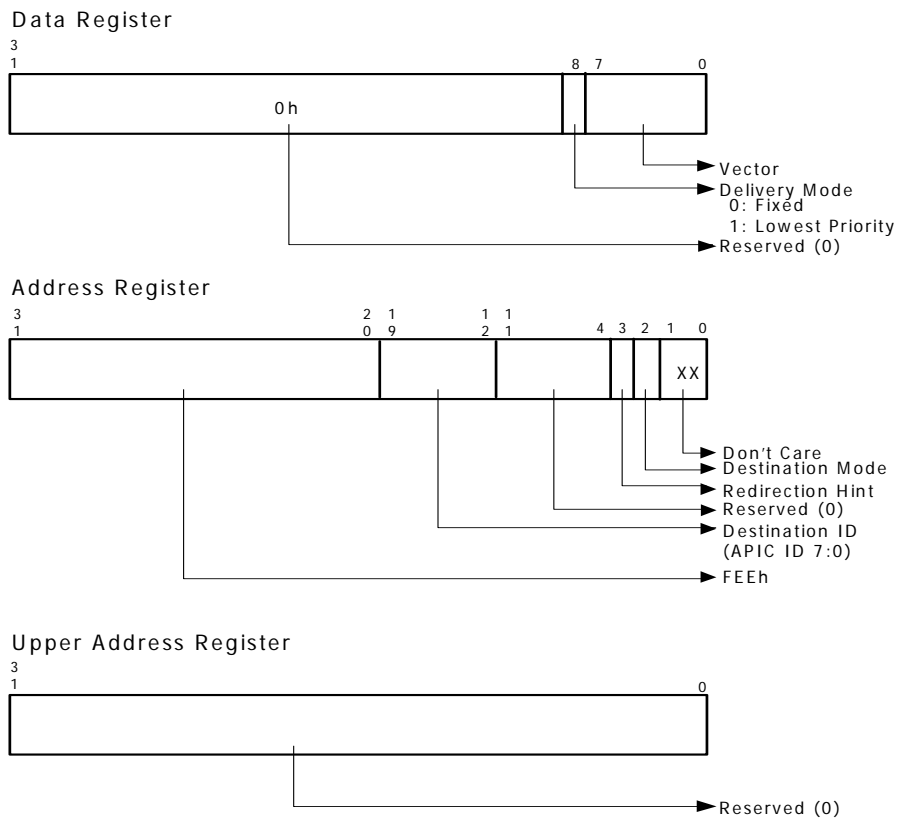 Data Register
3
1 8 7 0
0h
Vector
Delivery Mode
0: Fixed
1: Lowest Priority
Reserved (0)
Address Register
3 2 1 1 1
1 0 9 2 1 4 3 2 1 0
XX
Don't Care
Destination Mode
Redirection Hint
Reserved (0)
Destination ID
(APIC ID 7:0)
FEEh
Upper Address Register
3
1 0
Reserved (0)